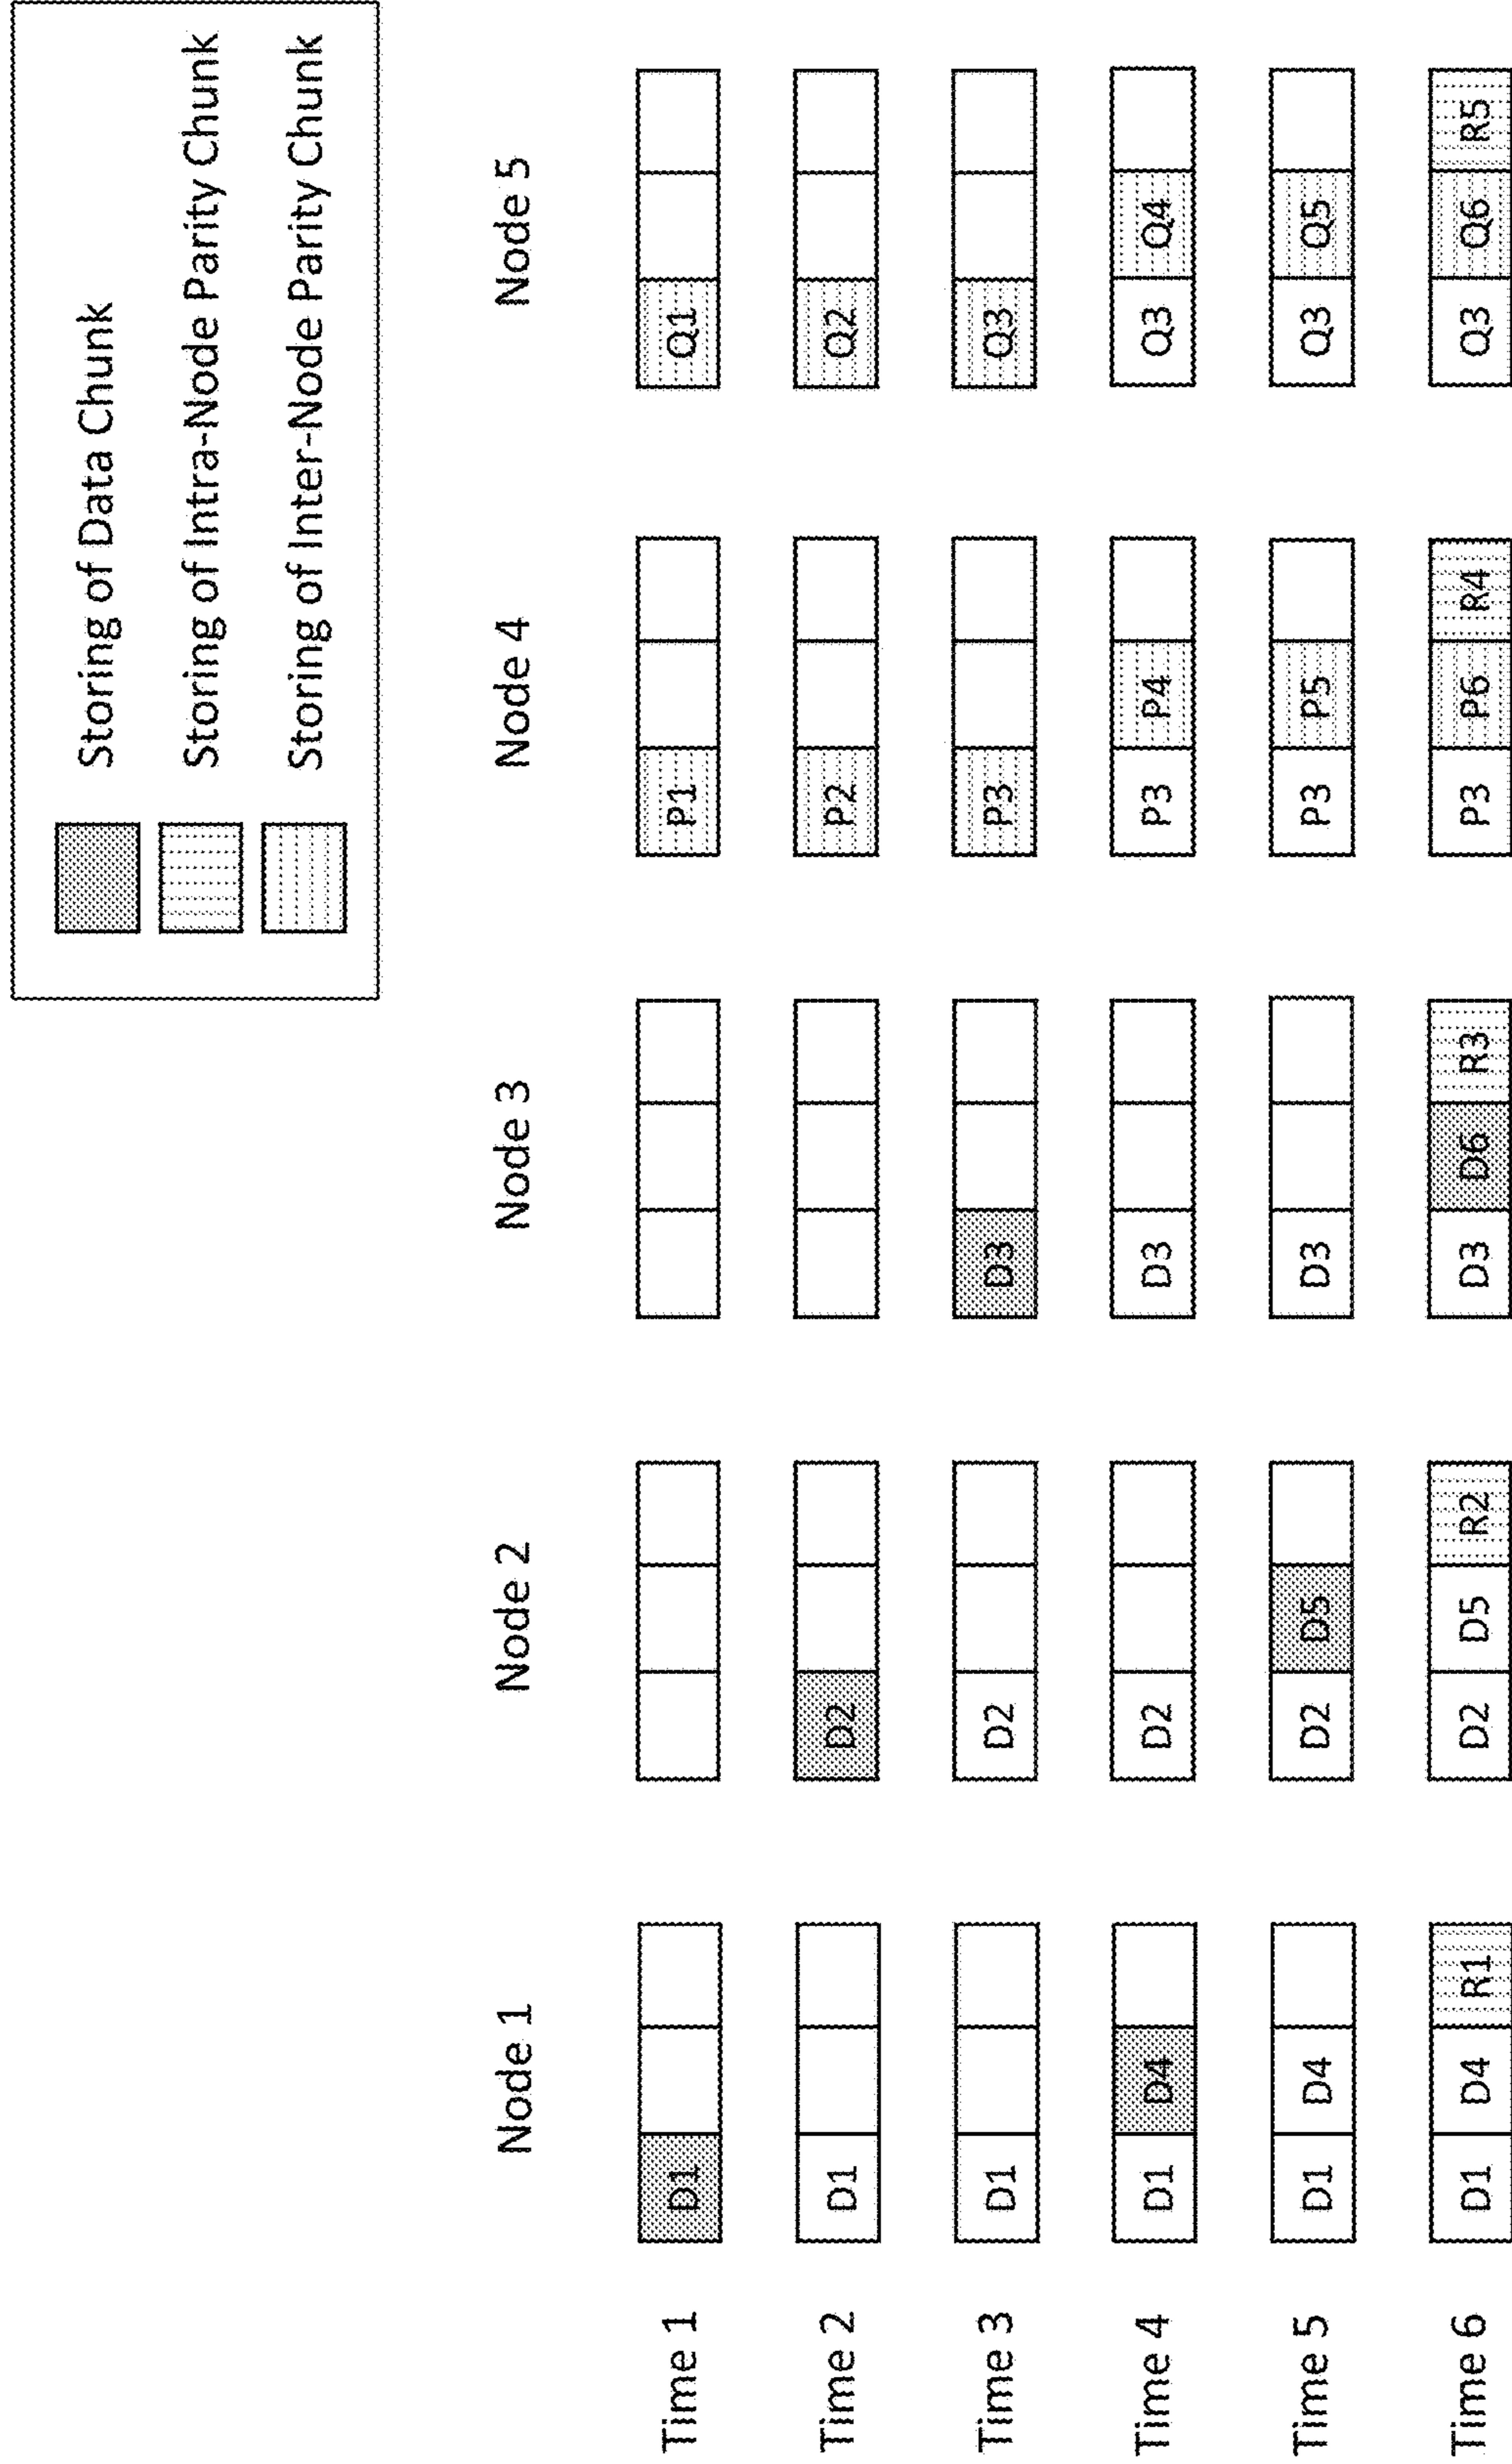 Storing of Data Chunk
Storing of Intra-Node Parity Chunk
Storing of Inter-Node Parity Chunk
Node 1 Node 2 Node 3 Node 4 Node 5
Time 1 D1 P1 Q1
Time 2 D1 D2 P2 Q2
Time 3 D1 D2 D3 P3 Q3
Time 4 D1 D4 D2 D3 P3 P4 Q3 Q4
Time 5 D1 D4 D2 D5 D3 P3 P5 Q3 Q5
Time 6 D1 D4 R1 D2 D5 R2 D3 D6 R3 P3 P6 R4 Q3 Q6 R5